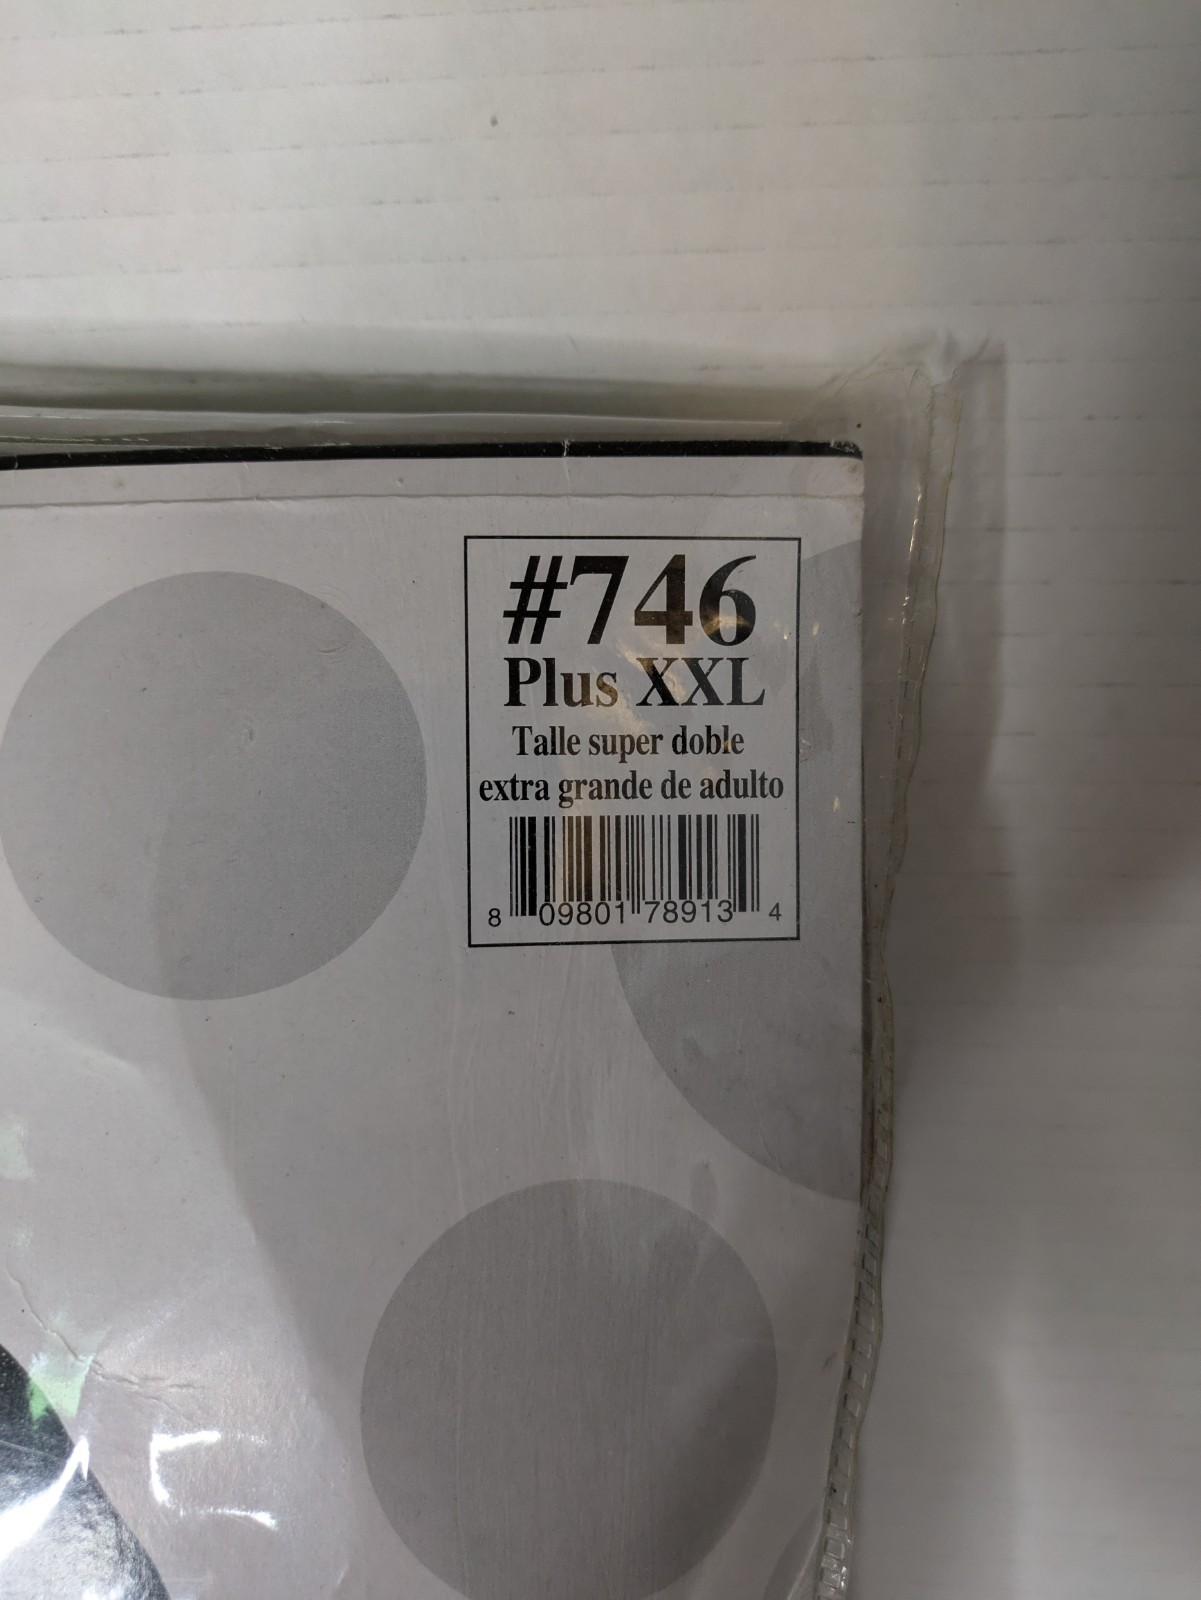 #746
Plus XXL
Talle super doble
extra grande de adulto
8 09801 78913 4